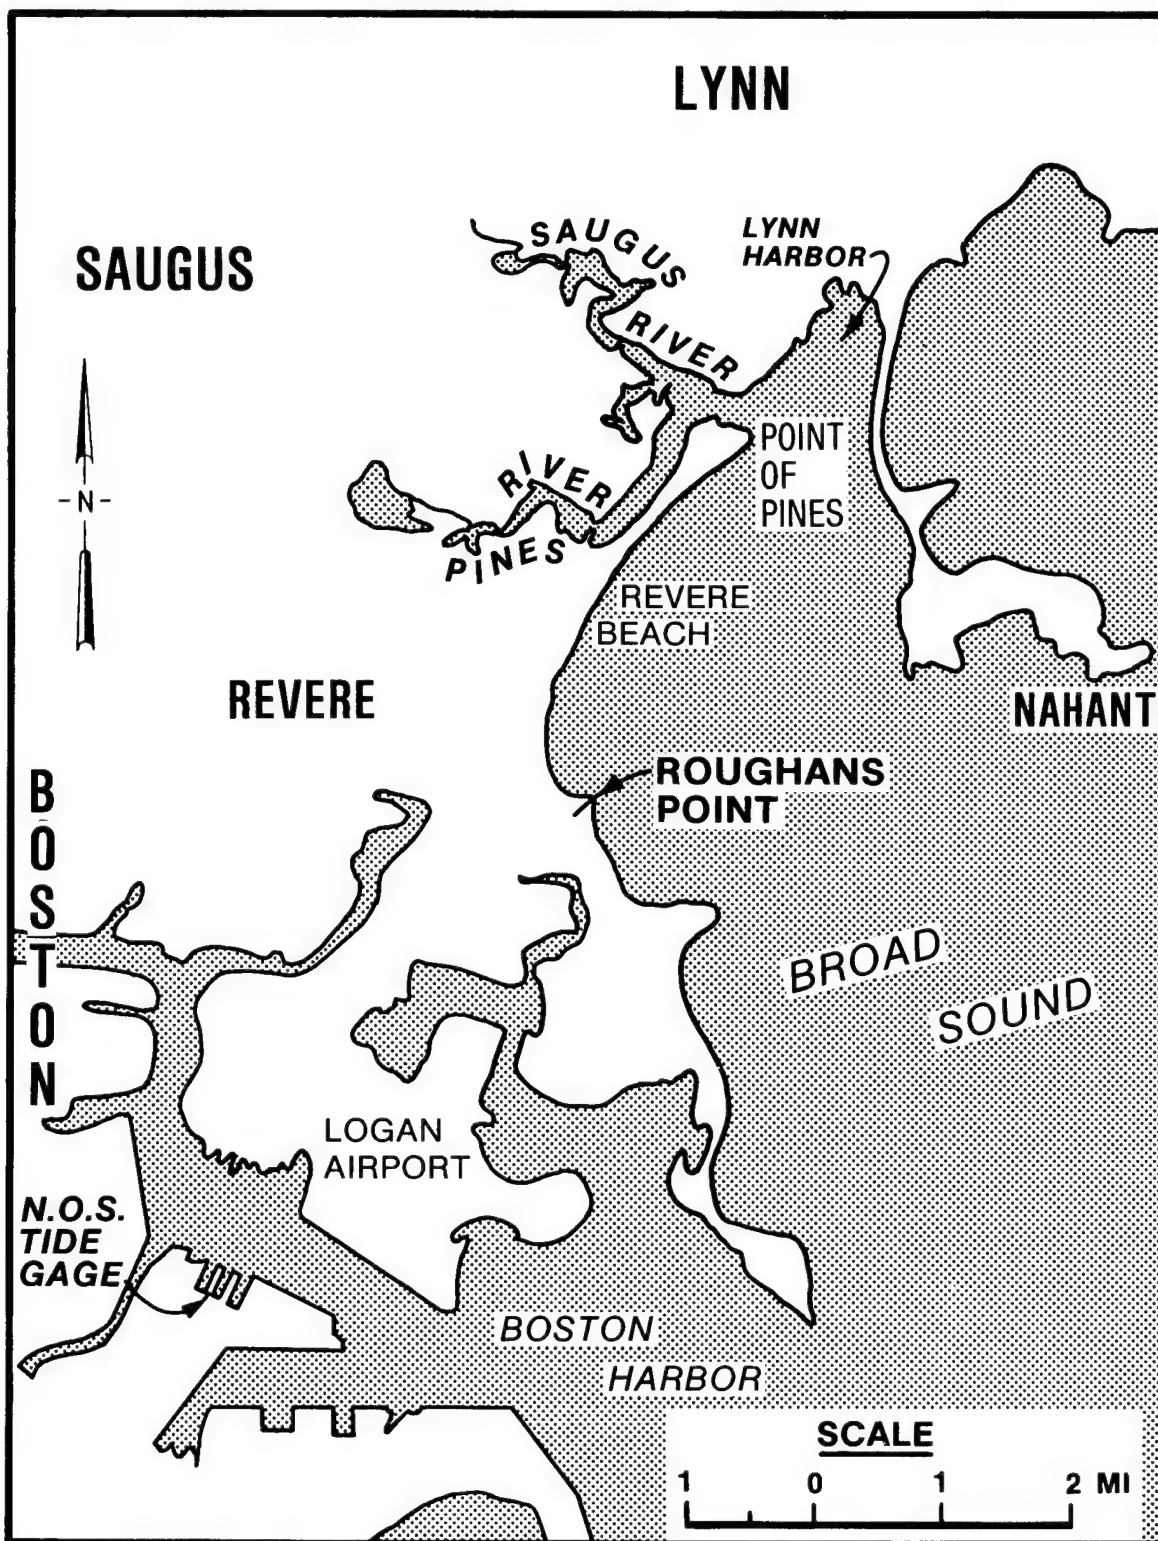 LYNN
SAUGUS
RIVER
LYNN
HARBOR
SAUGUS
POINT
OF
PINES
RIVER
PINES
-N-
REVERE
BEACH
REVERE
NAHANT
ROUGHANS
POINT
BOSTON
BROAD
SOUND
LOGAN
AIRPORT
N.O.S.
TIDE
GAGE
BOSTON
HARBOR
SCALE
1 0 1 2 MI